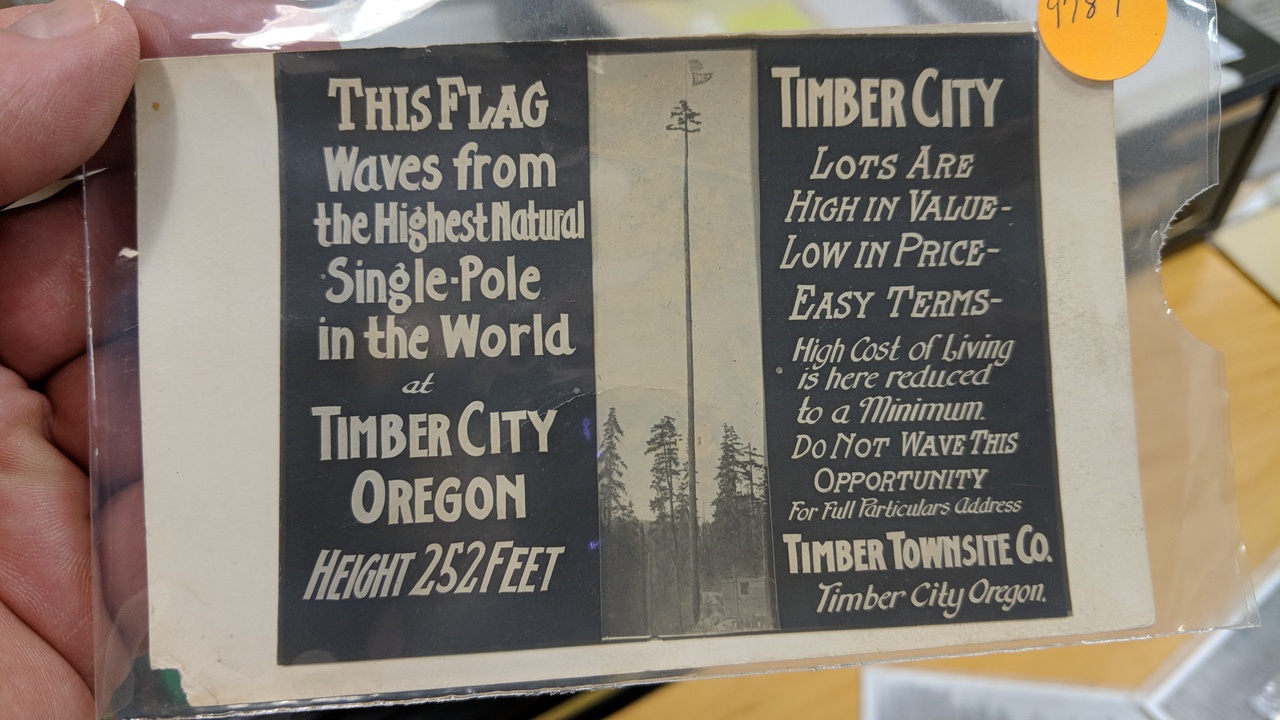 THIS FLAG
Waves from
the Highest Natural
Single-Pole
in the World
at
TIMBER CITY
OREGON
HEIGHT 252 FEET
TIMBER CITY
LOTS ARE
HIGH IN VALUE-
LOW IN PRICE-
EASY TERMS-
High Cost of Living
is here reduced
to a Minimum.
DO NOT WAVE THIS
OPPORTUNITY
For Full Particulars Address
TIMBER TOWNSITE CO.
Timber City Oregon.